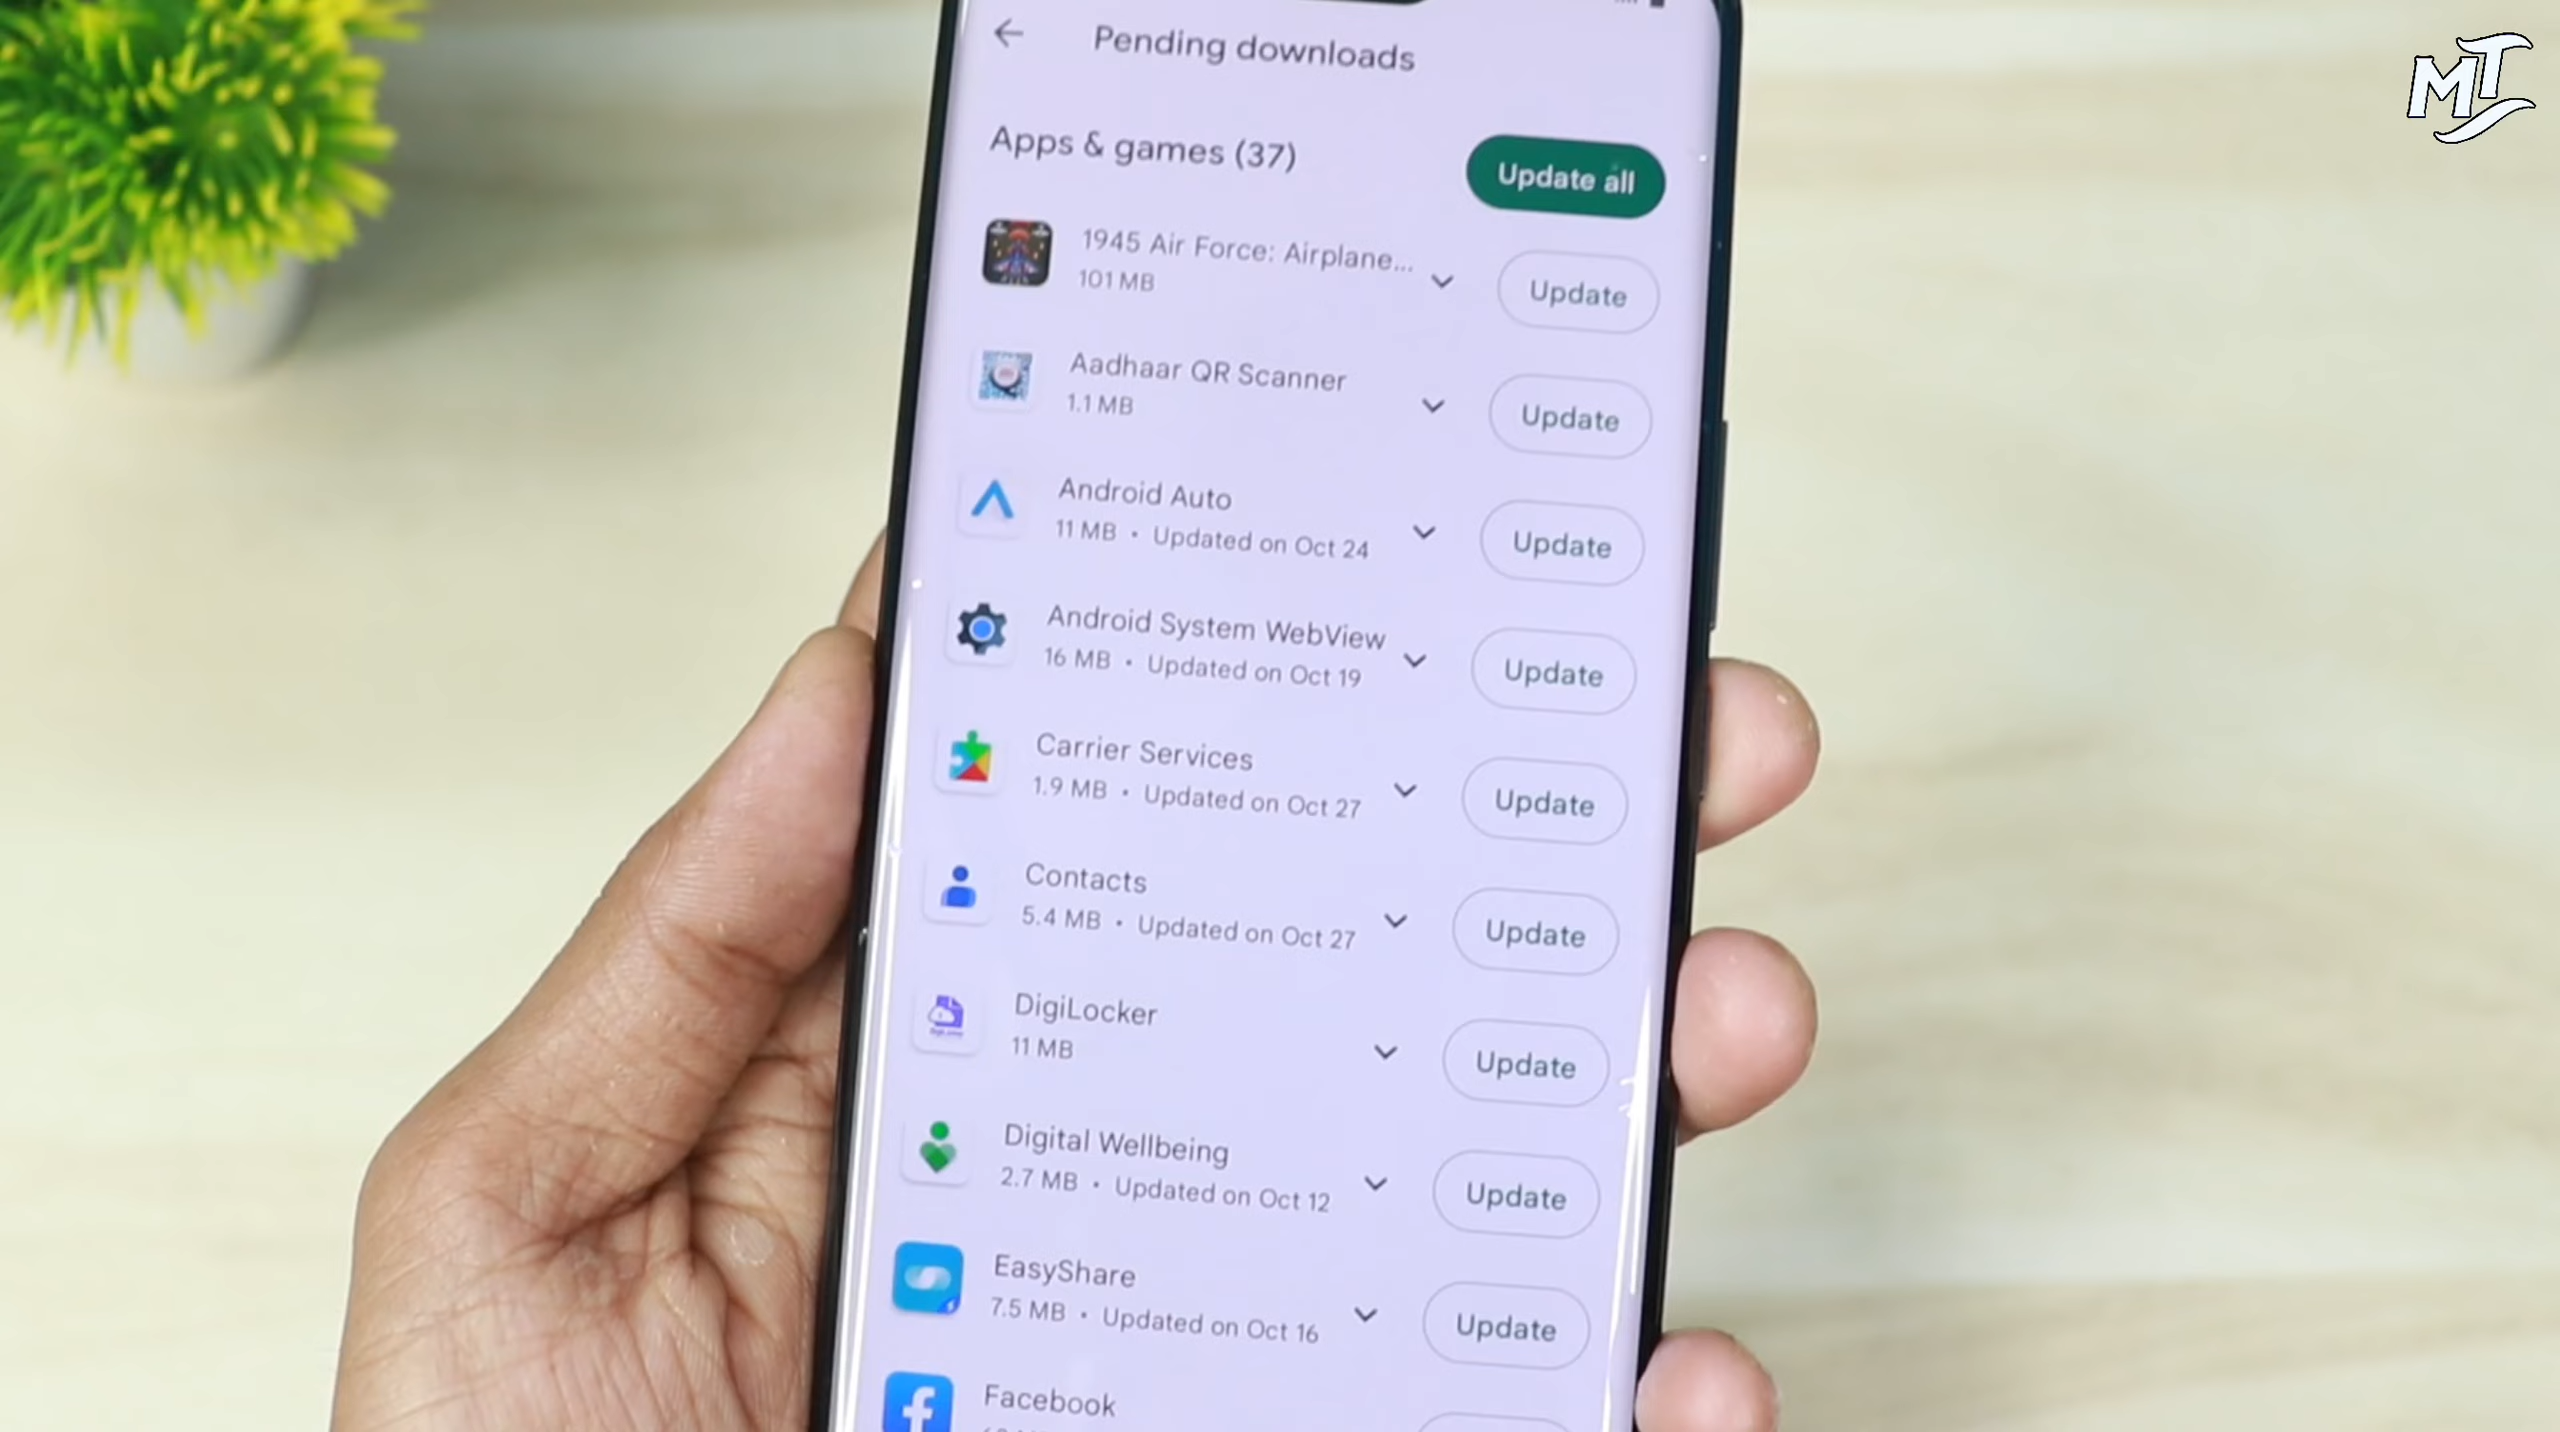 MT
Pending downloads
Apps & games (37)
Update all
1945 Air Force: Airplane...
101 MB
Update
Aadhaar QR Scanner
1.1 MB
Update
Android Auto
11 MB • Updated on Oct 24
Update
Android System WebView
16 MB • Updated on Oct 19
Update
Carrier Services
1.9 MB • Updated on Oct 27
Update
Contacts
5.4 MB • Updated on Oct 27
Update
DigiLocker
11 MB
Update
Digital Wellbeing
2.7 MB • Updated on Oct 12
Update
EasyShare
7.5 MB • Updated on Oct 16
Update
Facebook